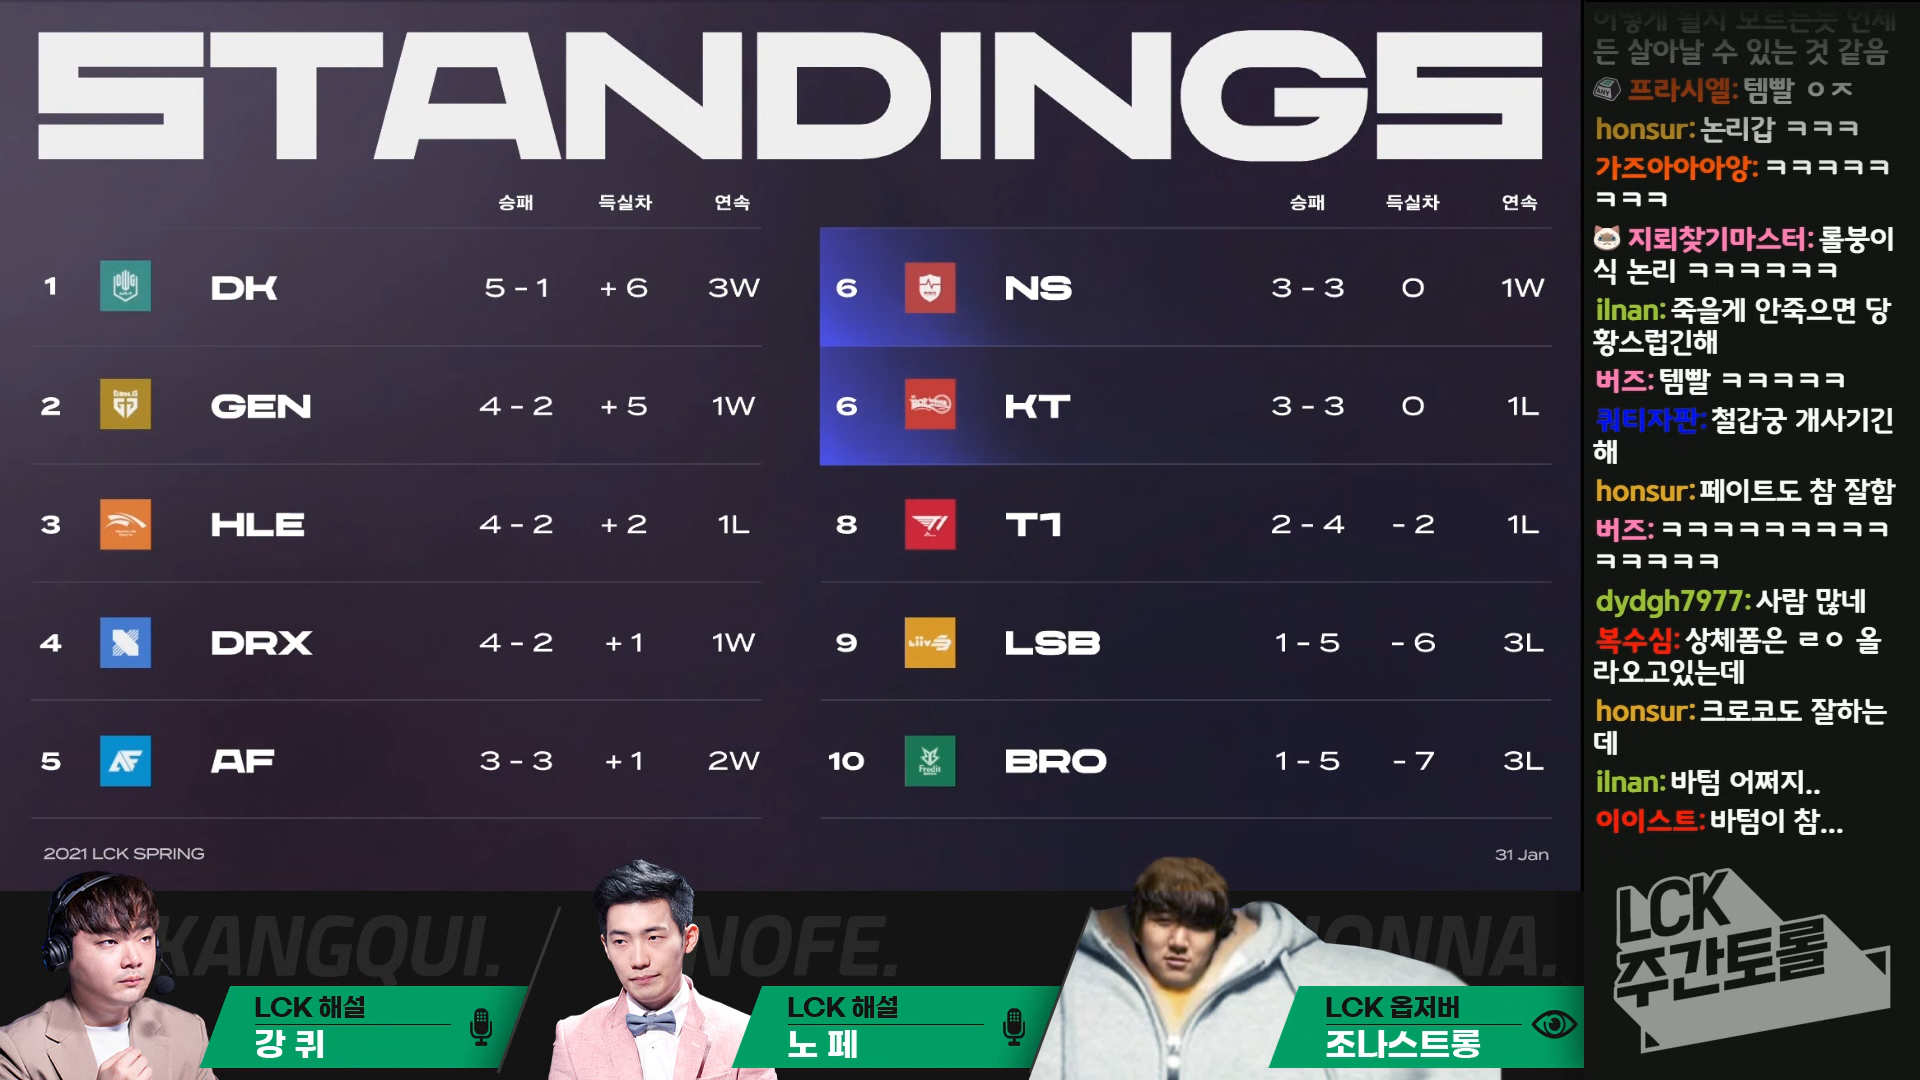 STANDINGS
승패 득실차 연속
1 DK 5 - 1 + 6 3W
2 GEN 4 - 2 + 5 1W
3 HLE 4 - 2 + 2 1L
4 DRX 4 - 2 + 1 1W
5 AF 3 - 3 + 1 2W
승패 득실차 연속
6 NS 3 - 3 0 1W
6 KT 3 - 3 0 1L
8 T1 2 - 4 - 2 1L
9 Liiv LSB 1 - 5 - 6 3L
10 Fredit BRO 1 - 5 - 7 3L
2021 LCK SPRING
31 Jan
KANGQUI.
LCK 해설
강 퀴
NOFE.
LCK 해설
노 페
LCK 옵저버
조나스트롱
든 살아날 수 있는 것 같음
프라시엘: 템빨 ㅇㅈ
honsur: 논리갑 ㅋㅋㅋ
가즈아아아앙: ㅋㅋㅋㅋㅋ
ㅋㅋㅋ
지뢰찾기마스터: 롤붕이
식 논리 ㅋㅋㅋㅋㅋㅋ
ilnan: 죽을게 안죽으면 당
황스럽긴해
버즈: 템빨 ㅋㅋㅋㅋㅋ
쿼티자판: 철갑궁 개사기긴
해
honsur: 페이트도 참 잘함
버즈: ㅋㅋㅋㅋㅋㅋㅋㅋㅋ
ㅋㅋㅋㅋㅋ
dydgh7977: 사람 많네
복수심: 상체폼은 ㄹㅇ 올
라오고있는데
honsur: 크로코도 잘하는
데
ilnan: 바텀 어쩌지..
이이스트: 바텀이 참...
LCK
주간토롤